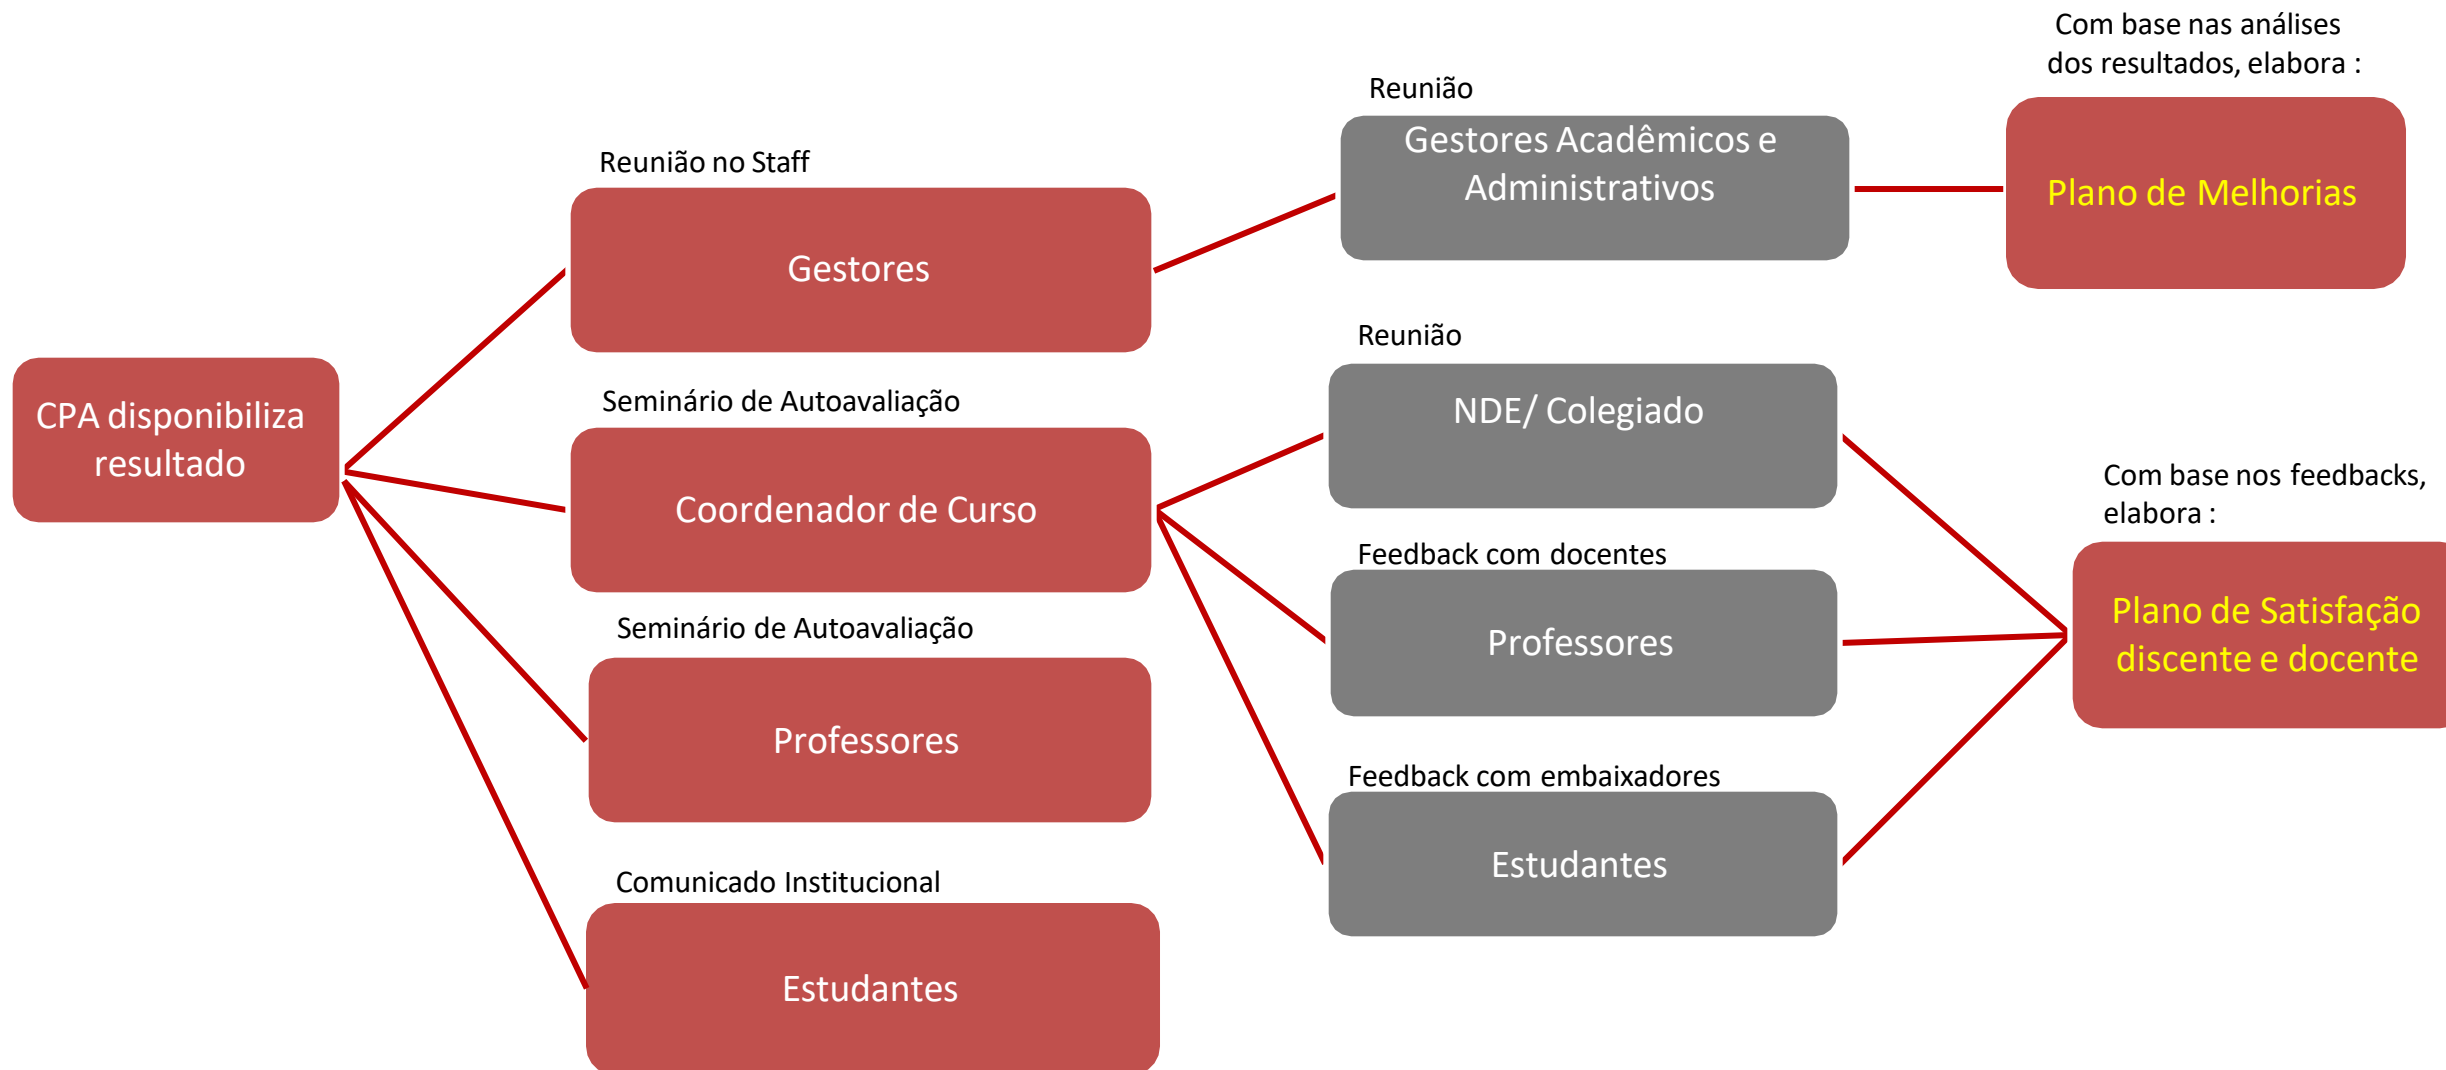 CPA disponibiliza
resultado
Reunião no Staff
Gestores
Seminário de Autoavaliação
Coordenador de Curso
Seminário de Autoavaliação
Professores
Comunicado Institucional
Estudantes
Reunião
Gestores Acadêmicos e
Administrativos
Reunião
NDE/ Colegiado
Feedback com docentes
Professores
Feedback com embaixadores
Estudantes
Com base nas análises
dos resultados, elabora :
Plano de Melhorias
Com base nos feedbacks,
elabora :
Plano de Satisfação
discente e docente